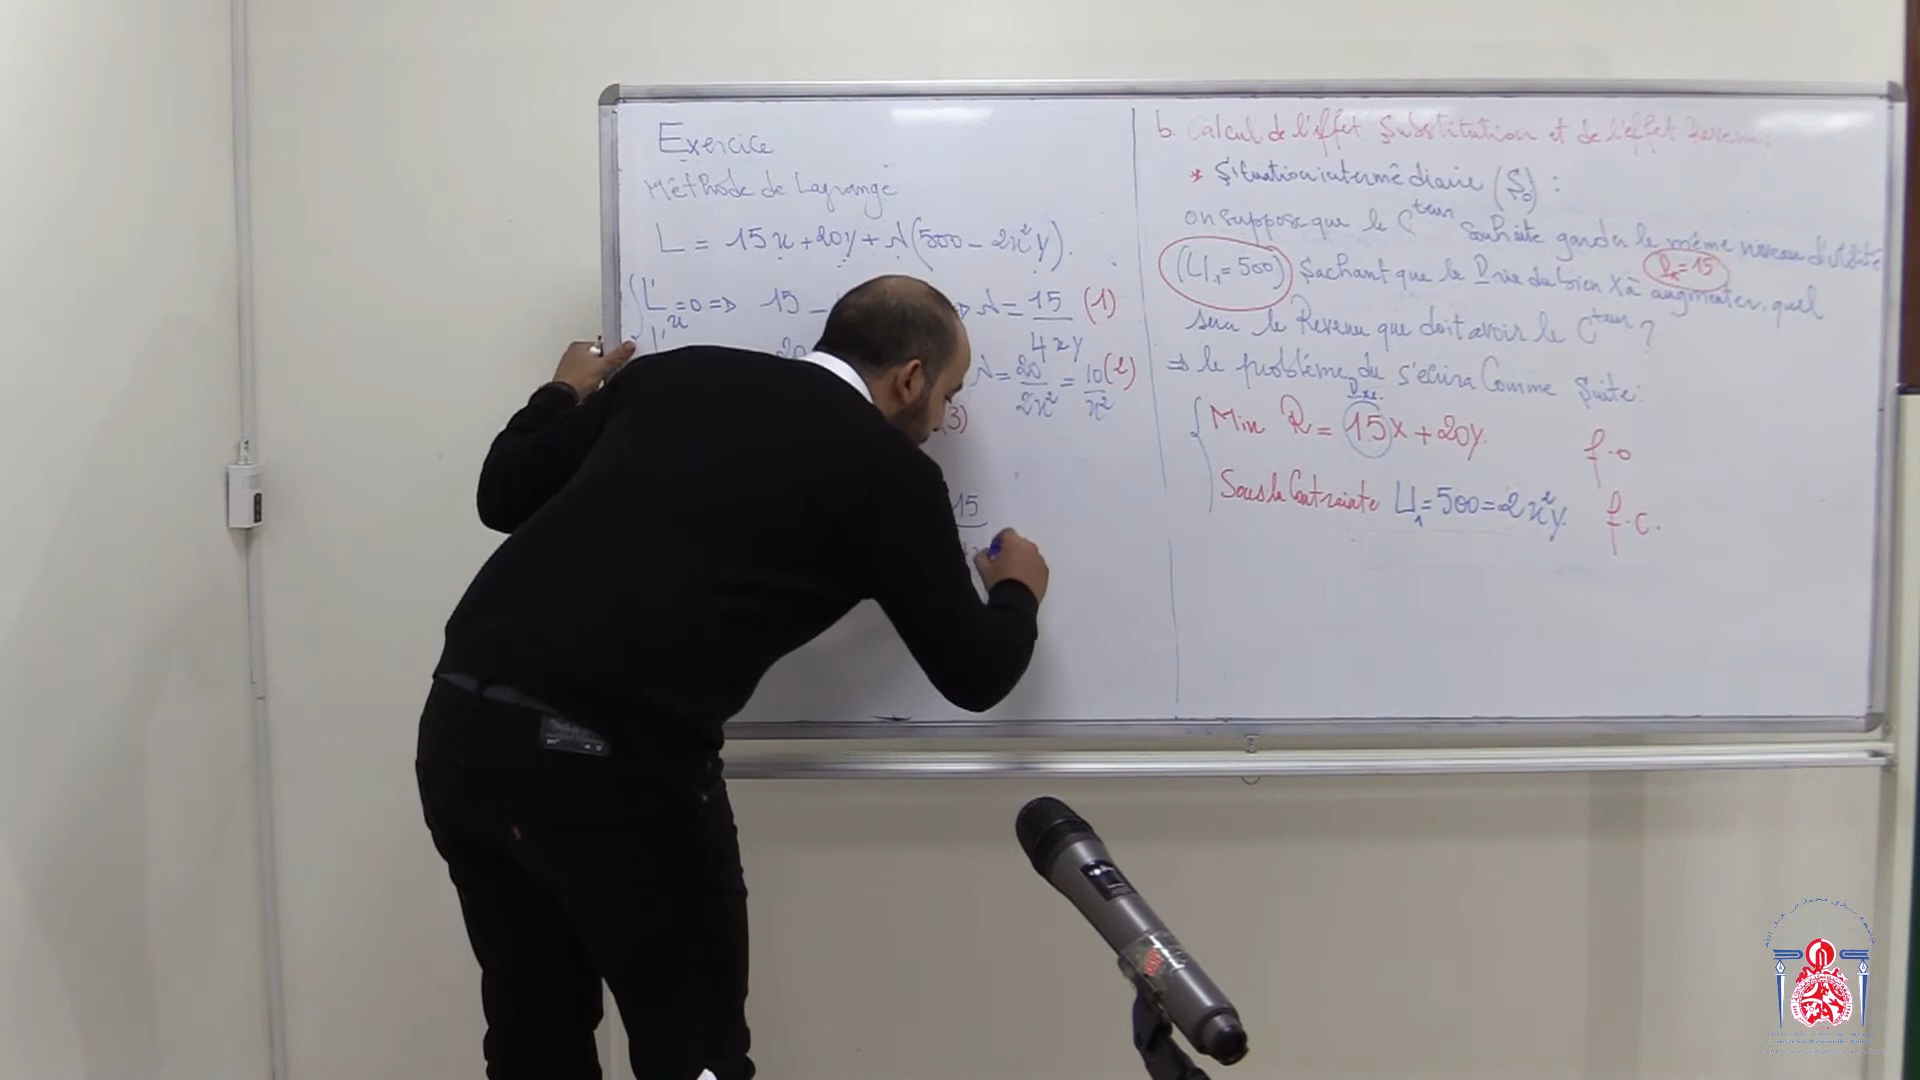 Exercice
Méthode de Lagrange
L = 15x + 20y + λ(500 - 2x²y).
L'x = 0 => 15 -
=> λ = 15/4xy (1)
L'
20
λ = 20/2x² = 10/x² (2)
(3)
15
b. Calcul de l'effet Substitution et de l'effet Revenu:
* Situation intermédiaire (S0) :
on suppose que le Cteur souhaite garder le même niveau d'utilité
(U1 = 500) sachant que le Prix du bien X à augmenter, quel
Px = 15
sera le Revenu que doit avoir le Cteur ?
=> le problème du s'écrira Comme Suite:
Px2.
Min R = 15x + 20y. f.o
Sous la Contrainte U1 = 500 = 2x²y. f.c.